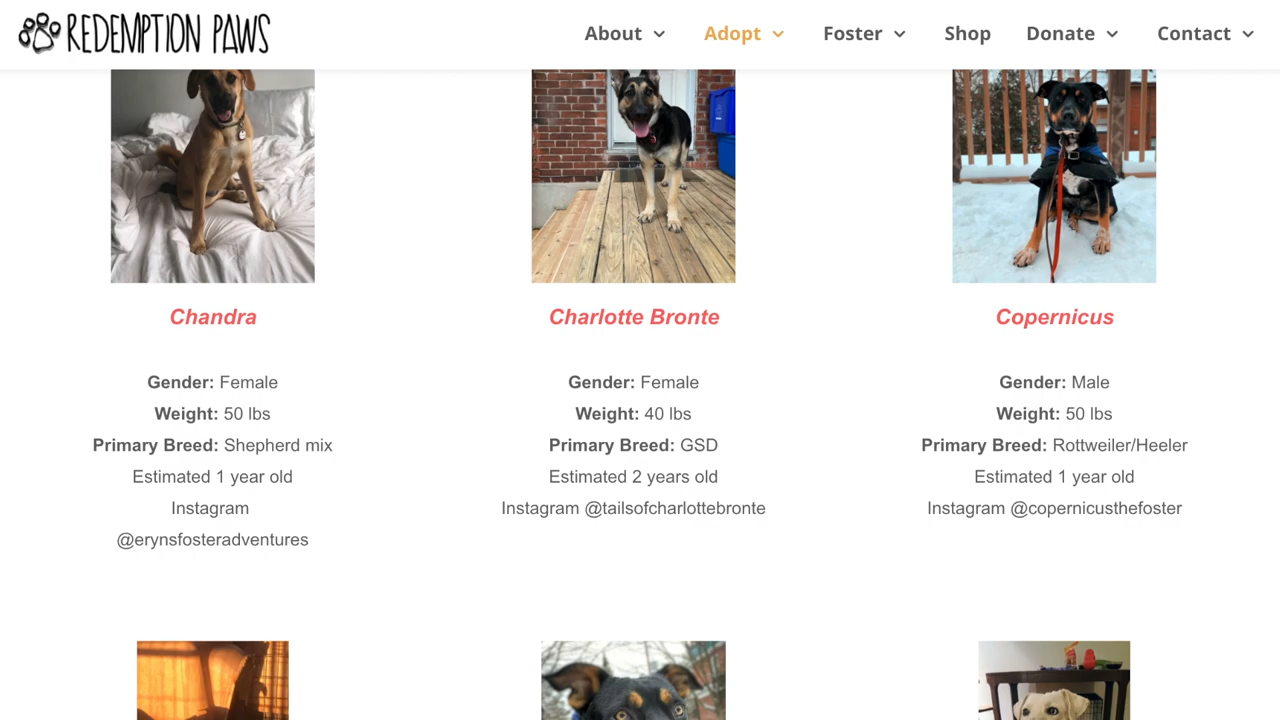 REDEMPTION PAWS
About Adopt Foster Shop Donate Contact
Chandra
Gender: Female
Weight: 50 lbs
Primary Breed: Shepherd mix
Estimated 1 year old
Instagram
@erynsfosteradventures
Charlotte Bronte
Gender: Female
Weight: 40 lbs
Primary Breed: GSD
Estimated 2 years old
Instagram @tailsofcharlottebronte
Copernicus
Gender: Male
Weight: 50 lbs
Primary Breed: Rottweiler/Heeler
Estimated 1 year old
Instagram @copernicusthefoster